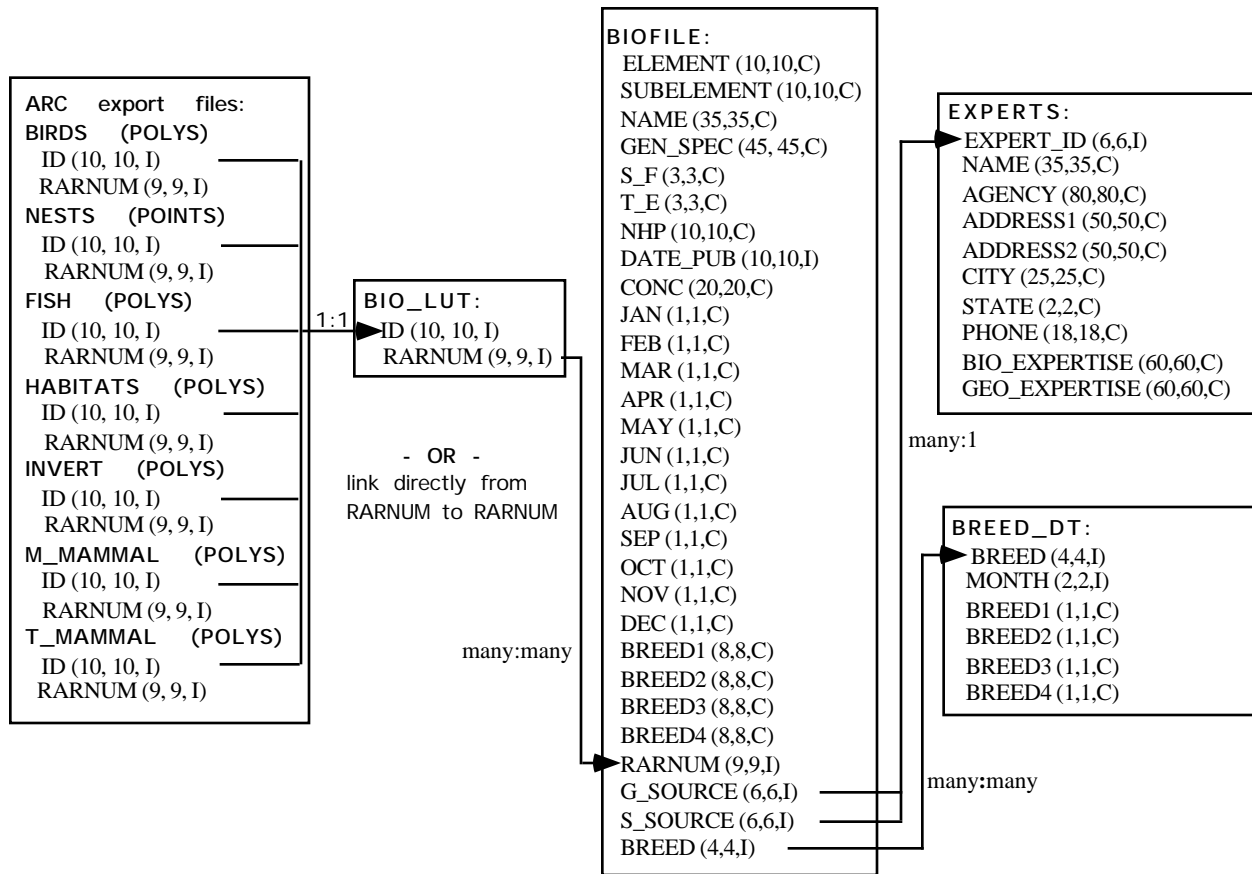 ARC export files:
BIRDS (POLYS)
ID (10, 10, I)
RARNUM (9, 9, I)
NESTS (POINTS)
ID (10, 10, I)
RARNUM (9, 9, I)
FISH (POLYS)
ID (10, 10, I)
RARNUM (9, 9, I)
HABITATS (POLYS)
ID (10, 10, I)
RARNUM (9, 9, I)
INVERT (POLYS)
ID (10, 10, I)
RARNUM (9, 9, I)
M_MAMMAL (POLYS)
ID (10, 10, I)
RARNUM (9, 9, I)
T_MAMMAL (POLYS)
ID (10, 10, I)
RARNUM (9, 9, I)
1:1
BIO_LUT:
ID (10, 10, I)
RARNUM (9, 9, I)
- OR -
link directly from
RARNUM to RARNUM
many:many
BIOFILE:
ELEMENT (10,10,C)
SUBELEMENT (10,10,C)
NAME (35,35,C)
GEN_SPEC (45, 45,C)
S_F (3,3,C)
T_E (3,3,C)
NHP (10,10,C)
DATE_PUB (10,10,I)
CONC (20,20,C)
JAN (1,1,C)
FEB (1,1,C)
MAR (1,1,C)
APR (1,1,C)
MAY (1,1,C)
JUN (1,1,C)
JUL (1,1,C)
AUG (1,1,C)
SEP (1,1,C)
OCT (1,1,C)
NOV (1,1,C)
DEC (1,1,C)
BREED1 (8,8,C)
BREED2 (8,8,C)
BREED3 (8,8,C)
BREED4 (8,8,C)
RARNUM (9,9,I)
G_SOURCE (6,6,I)
S_SOURCE (6,6,I)
BREED (4,4,I)
EXPERTS:
EXPERT_ID (6,6,I)
NAME (35,35,C)
AGENCY (80,80,C)
ADDRESS1 (50,50,C)
ADDRESS2 (50,50,C)
CITY (25,25,C)
STATE (2,2,C)
PHONE (18,18,C)
BIO_EXPERTISE (60,60,C)
GEO_EXPERTISE (60,60,C)
many:1
BREED_DT:
BREED (4,4,I)
MONTH (2,2,I)
BREED1 (1,1,C)
BREED2 (1,1,C)
BREED3 (1,1,C)
BREED4 (1,1,C)
many:many